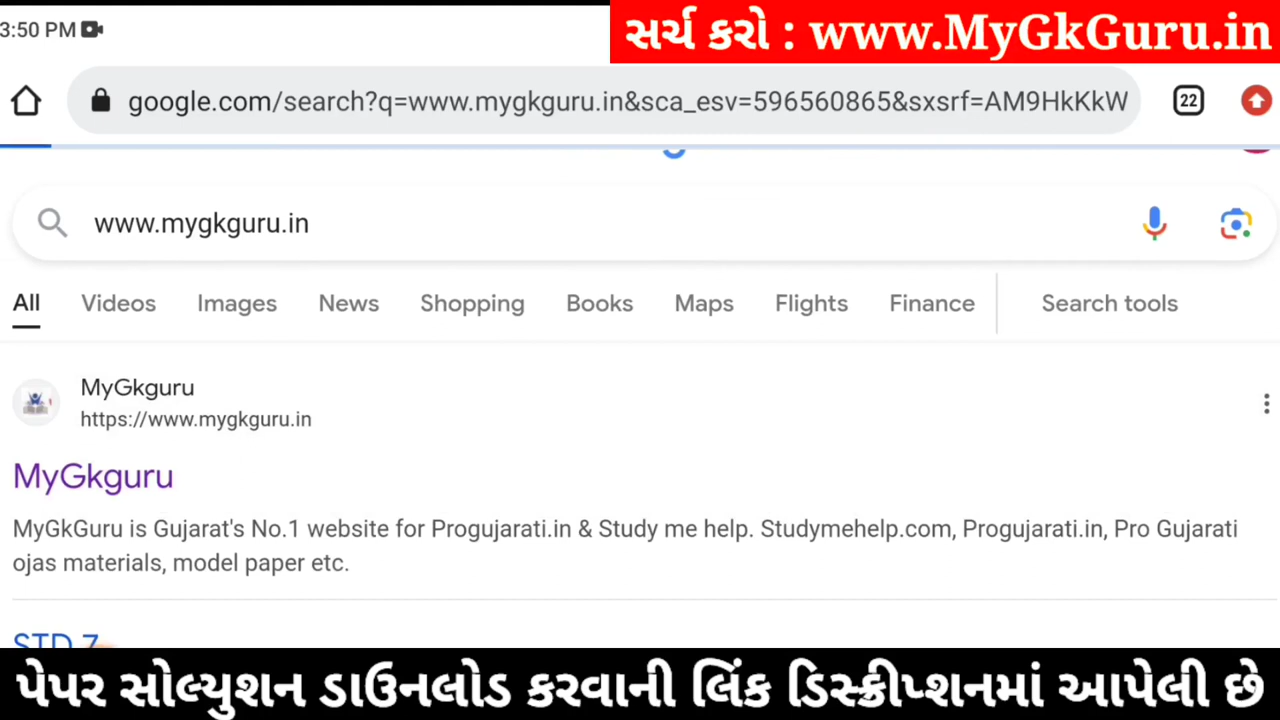 3:50 PM
સર્ચ કરો : www.MyGkGuru.in
google.com/search?q=www.mygkguru.in&sca_esv=596560865&sxsrf=AM9HkKkW
22
www.mygkguru.in
All Videos Images News Shopping Books Maps Flights Finance Search tools
MyGkguru
https://www.mygkguru.in
MyGkguru
MyGkGuru is Gujarat's No.1 website for Progujarati.in & Study me help. Studymehelp.com, Progujarati.in, Pro Gujarati
ojas materials, model paper etc.
STD 7
પેપર સોલ્યુશન ડાઉનલોડ કરવાની લિંક ડિસ્ક્રીપ્શનમાં આપેલી છે